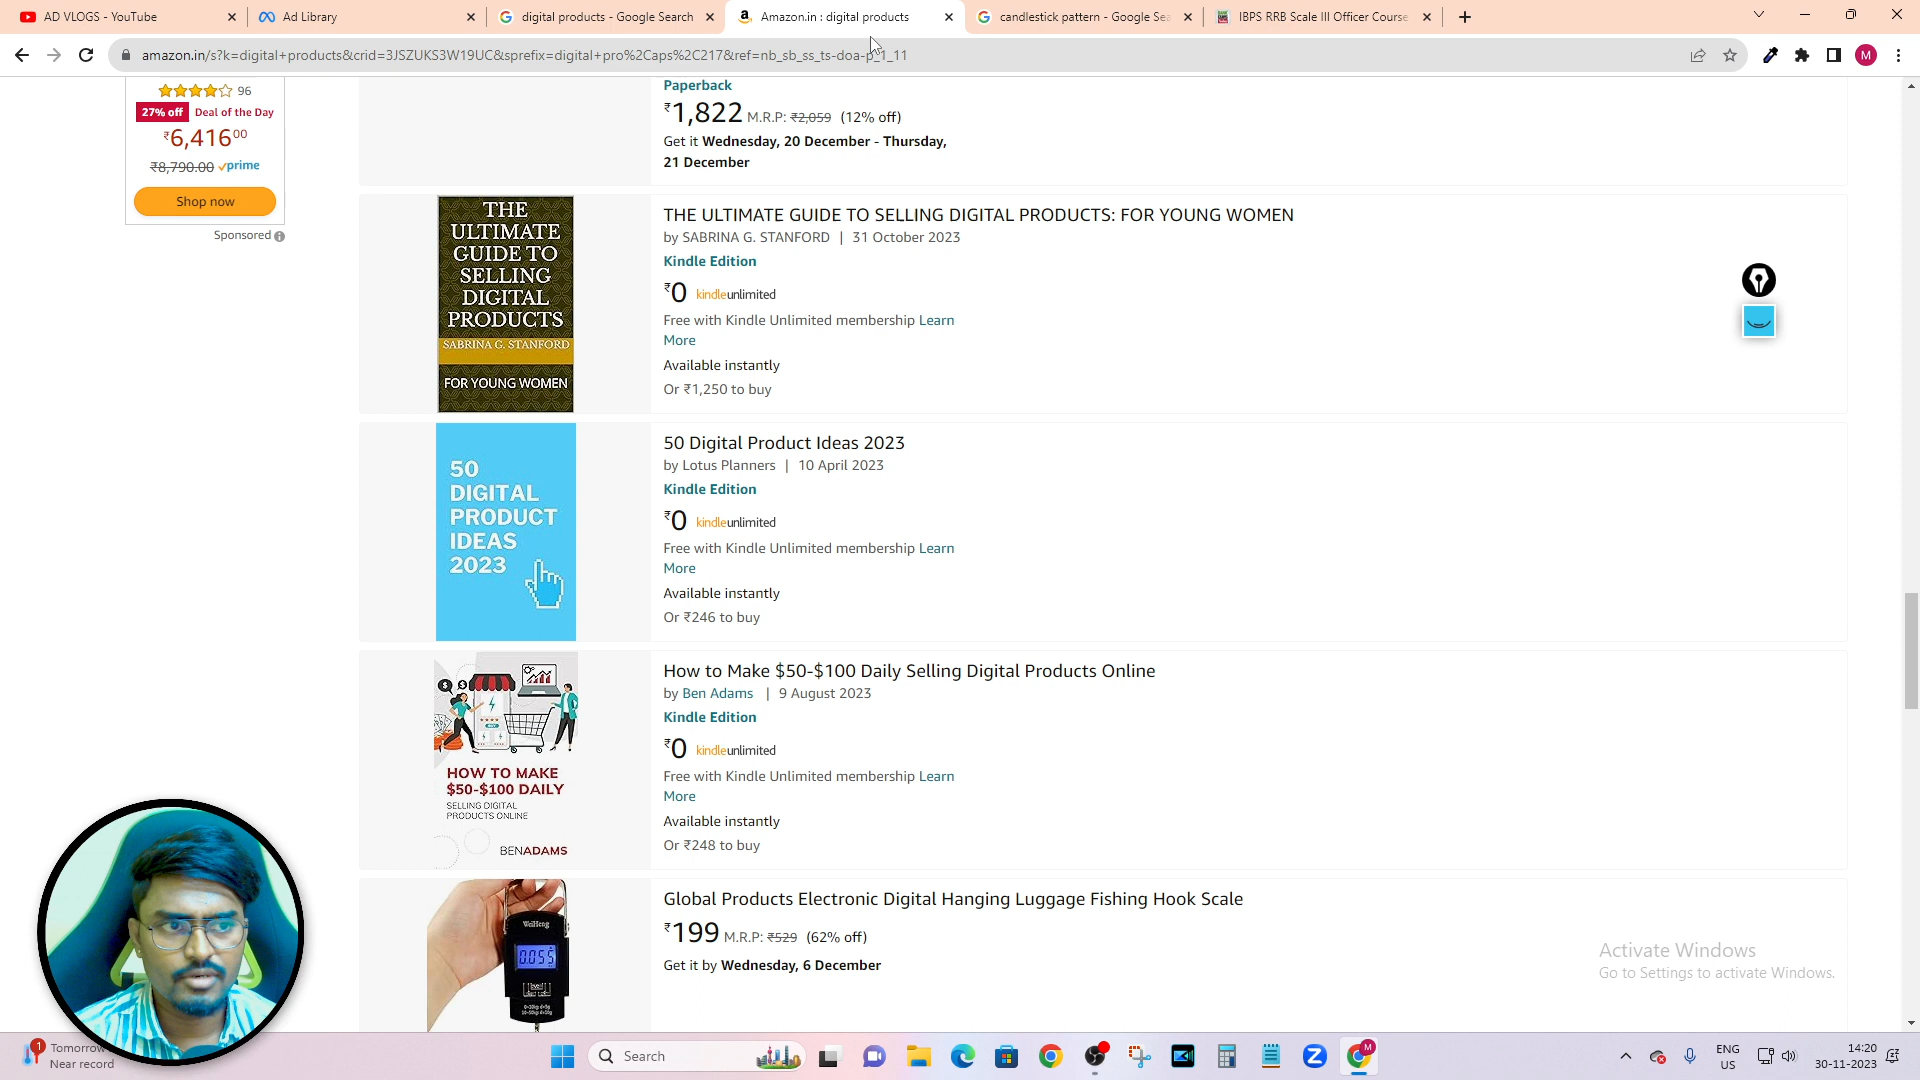 AD VLOGS - YouTube
Ad Library
digital products - Google Search
Amazon.in : digital products
candlestick pattern - Google Sea
IBPS RRB Scale III Officer Course
amazon.in/s?k=digital+products&crid=3JSZUKS3W19UC&sprefix=digital+pro%2Caps%2C217&ref=nb_sb_ss_ts-doa-p_1_11
M
96
27% off Deal of the Day
₹6,416.00
₹8,790.00 prime
Shop now
Sponsored
Paperback
₹1,822 M.R.P: ₹2,059 (12% off)
Get it Wednesday, 20 December - Thursday,
21 December
THE
ULTIMATE
GUIDE TO
SELLING
DIGITAL
PRODUCTS
SABRINA G. STANFORD
FOR YOUNG WOMEN
THE ULTIMATE GUIDE TO SELLING DIGITAL PRODUCTS: FOR YOUNG WOMEN
by SABRINA G. STANFORD | 31 October 2023
Kindle Edition
₹0 kindleunlimited
Free with Kindle Unlimited membership Learn
More
Available instantly
Or ₹1,250 to buy
50
DIGITAL
PRODUCT
IDEAS
2023
50 Digital Product Ideas 2023
by Lotus Planners | 10 April 2023
Kindle Edition
₹0 kindleunlimited
Free with Kindle Unlimited membership Learn
More
Available instantly
Or ₹246 to buy
HOW TO MAKE
$50-$100 DAILY
SELLING DIGITAL
PRODUCTS ONLINE
BENADAMS
How to Make $50-$100 Daily Selling Digital Products Online
by Ben Adams | 9 August 2023
Kindle Edition
₹0 kindleunlimited
Free with Kindle Unlimited membership Learn
More
Available instantly
Or ₹248 to buy
WeiHeng
0.055
Global Products Electronic Digital Hanging Luggage Fishing Hook Scale
₹199 M.R.P: ₹529 (62% off)
Get it by Wednesday, 6 December
Activate Windows
Go to Settings to activate Windows.
1
Tomorrow
Near record
Search
M
ENG
US
14:20
30-11-2023